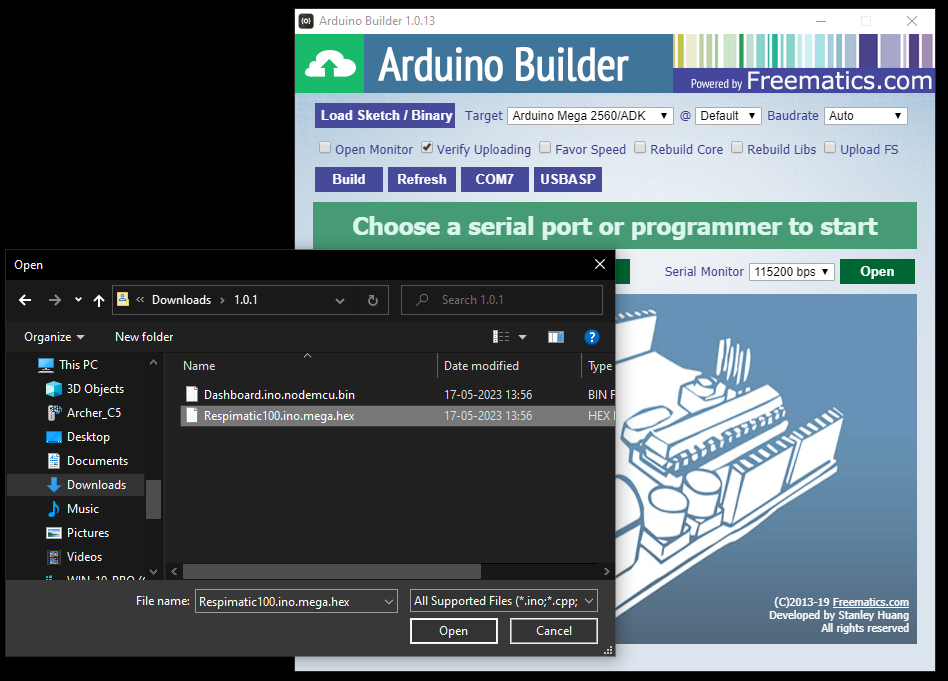 Arduino Builder 1.0.13
Arduino Builder
Powered by Freematics.com
Load Sketch / Binary Target Arduino Mega 2560/ADK @ Default Baudrate Auto
Open Monitor Verify Uploading Favor Speed Rebuild Core Rebuild Libs Upload FS
Build Refresh COM7 USBASP
Choose a serial port or programmer to start
Serial Monitor 115200 bps Open
Open
« Downloads › 1.0.1
Search 1.0.1
Organize New folder
Name Date modified Type
This PC
3D Objects
Archer_C5
Desktop
Documents
Downloads
Music
Pictures
Videos
Dashboard.ino.nodemcu.bin 17-05-2023 13:56 BIN
Respimatic100.ino.mega.hex 17-05-2023 13:56 HEX
File name: Respimatic100.ino.mega.hex All Supported Files (*.ino;*.cpp;
Open Cancel
(C)2013-19 Freematics.com
Developed by Stanley Huang
All rights reserved